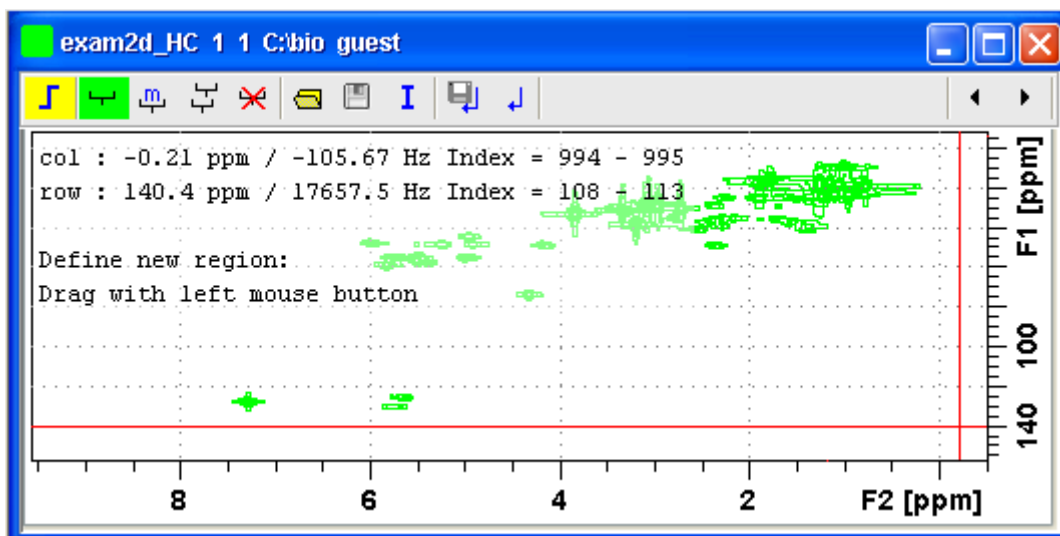 exam2d_HC 1 1 C:\bio guest
col : -0.21 ppm / -105.67 Hz Index = 994 - 995
row : 140.4 ppm / 17657.5 Hz Index = 108 - 113
Define new region:
Drag with left mouse button
F1 [ppm]
100
140
8 6 4 2 F2 [ppm]